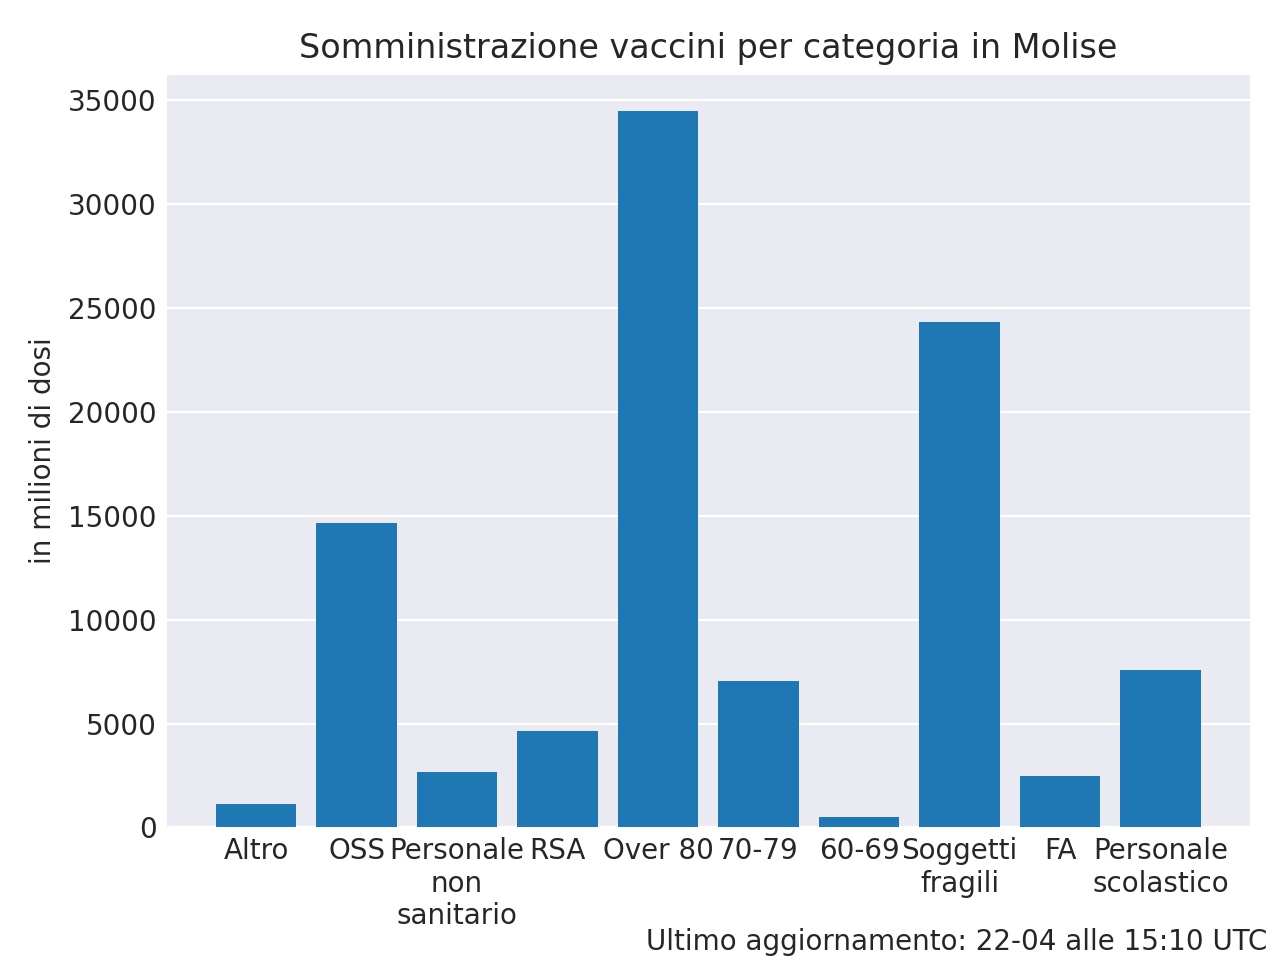 Somministrazione vaccini per categoria in Molise
in milioni di dosi
35000
30000
25000
20000
15000
10000
5000
0
Altro
OSS
Personale
non
sanitario
RSA
Over 80
70-79
60-69
Soggetti
fragili
FA
Personale
scolastico
Ultimo aggiornamento: 22-04 alle 15:10 UTC